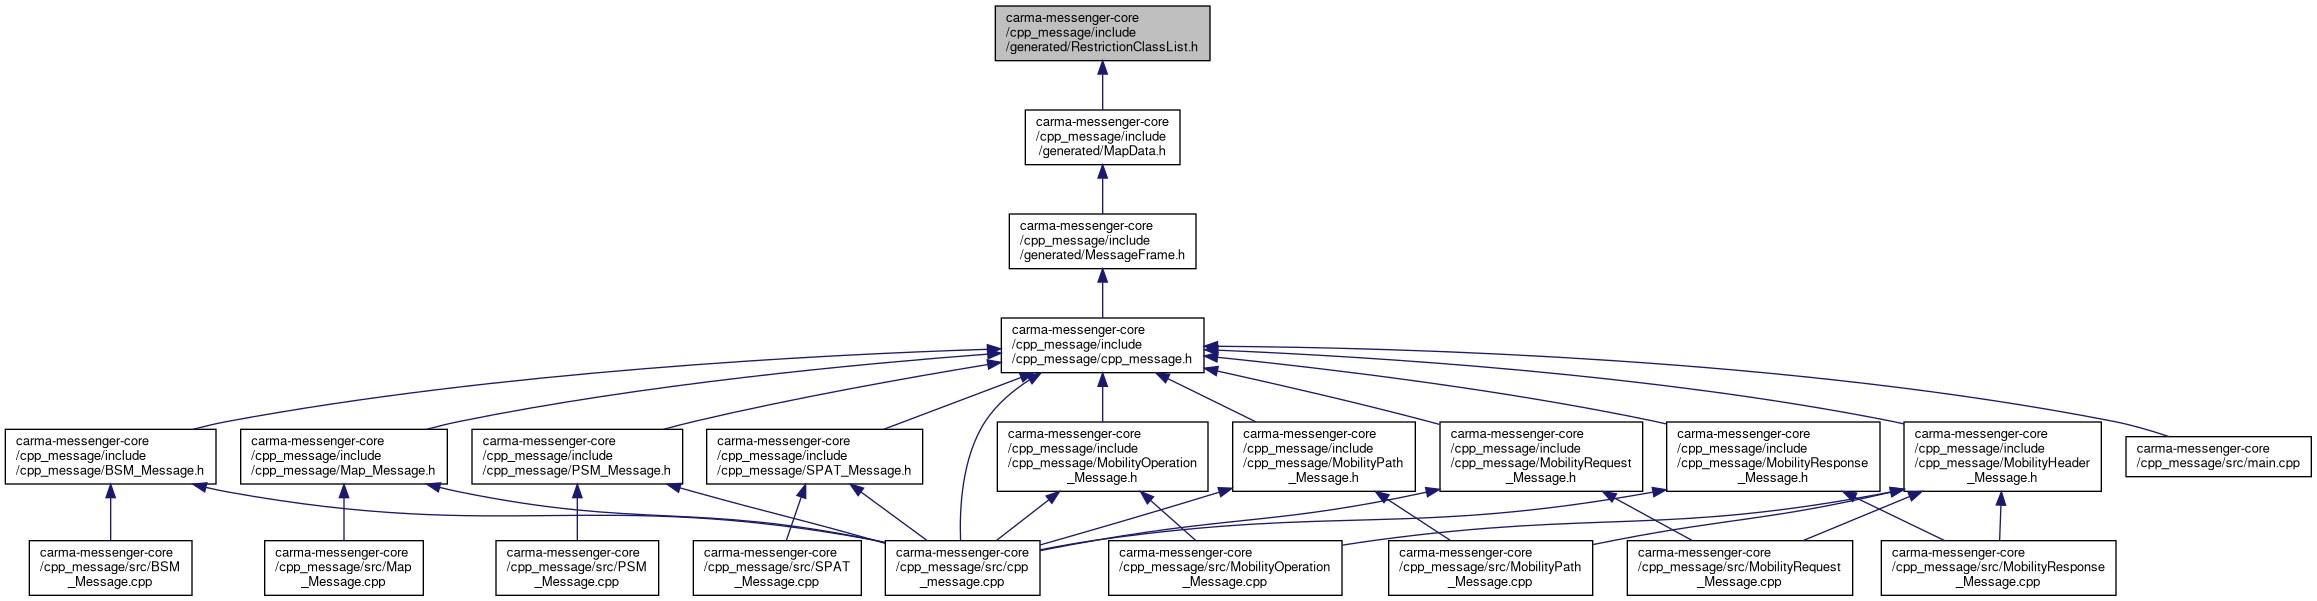 carma-messenger-core
/cpp_message/include
/generated/RestrictionClassList.h
carma-messenger-core
/cpp_message/include
/generated/MapData.h
carma-messenger-core
/cpp_message/include
/generated/MessageFrame.h
carma-messenger-core
/cpp_message/include
/cpp_message/cpp_message.h
carma-messenger-core
/cpp_message/include
/cpp_message/BSM_Message.h
carma-messenger-core
/cpp_message/include
/cpp_message/Map_Message.h
carma-messenger-core
/cpp_message/include
/cpp_message/PSM_Message.h
carma-messenger-core
/cpp_message/include
/cpp_message/SPAT_Message.h
carma-messenger-core
/cpp_message/include
/cpp_message/MobilityOperation
_Message.h
carma-messenger-core
/cpp_message/include
/cpp_message/MobilityPath
_Message.h
carma-messenger-core
/cpp_message/include
/cpp_message/MobilityRequest
_Message.h
carma-messenger-core
/cpp_message/include
/cpp_message/MobilityResponse
_Message.h
carma-messenger-core
/cpp_message/include
/cpp_message/MobilityHeader
_Message.h
carma-messenger-core
/cpp_message/src/main.cpp
carma-messenger-core
/cpp_message/src/BSM
_Message.cpp
carma-messenger-core
/cpp_message/src/Map
_Message.cpp
carma-messenger-core
/cpp_message/src/PSM
_Message.cpp
carma-messenger-core
/cpp_message/src/SPAT
_Message.cpp
carma-messenger-core
/cpp_message/src/cpp
_message.cpp
carma-messenger-core
/cpp_message/src/MobilityOperation
_Message.cpp
carma-messenger-core
/cpp_message/src/MobilityPath
_Message.cpp
carma-messenger-core
/cpp_message/src/MobilityRequest
_Message.cpp
carma-messenger-core
/cpp_message/src/MobilityResponse
_Message.cpp